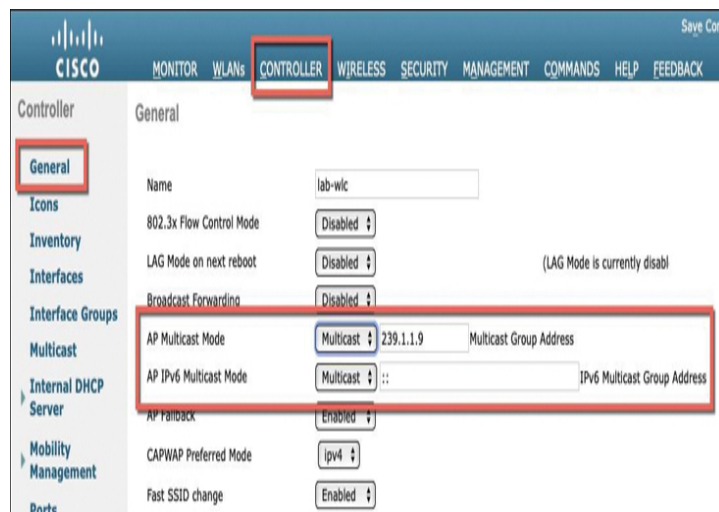 Save Con
CISCO
MONITOR WLANs CONTROLLER WIRELESS SECURITY MANAGEMENT COMMANDS HELP FEEDBACK
Controller
General
Icons
Inventory
Interfaces
Interface Groups
Multicast
Internal DHCP
Server
Mobility
Management
Ports
General
Name lab-wlc
802.3x Flow Control Mode Disabled
LAG Mode on next reboot Disabled (LAG Mode is currently disabl
Broadcast Forwarding Disabled
AP Multicast Mode Multicast 239.1.1.9 Multicast Group Address
AP IPv6 Multicast Mode Multicast :: IPv6 Multicast Group Address
AP Fallback Enabled
CAPWAP Preferred Mode ipv4
Fast SSID change Enabled